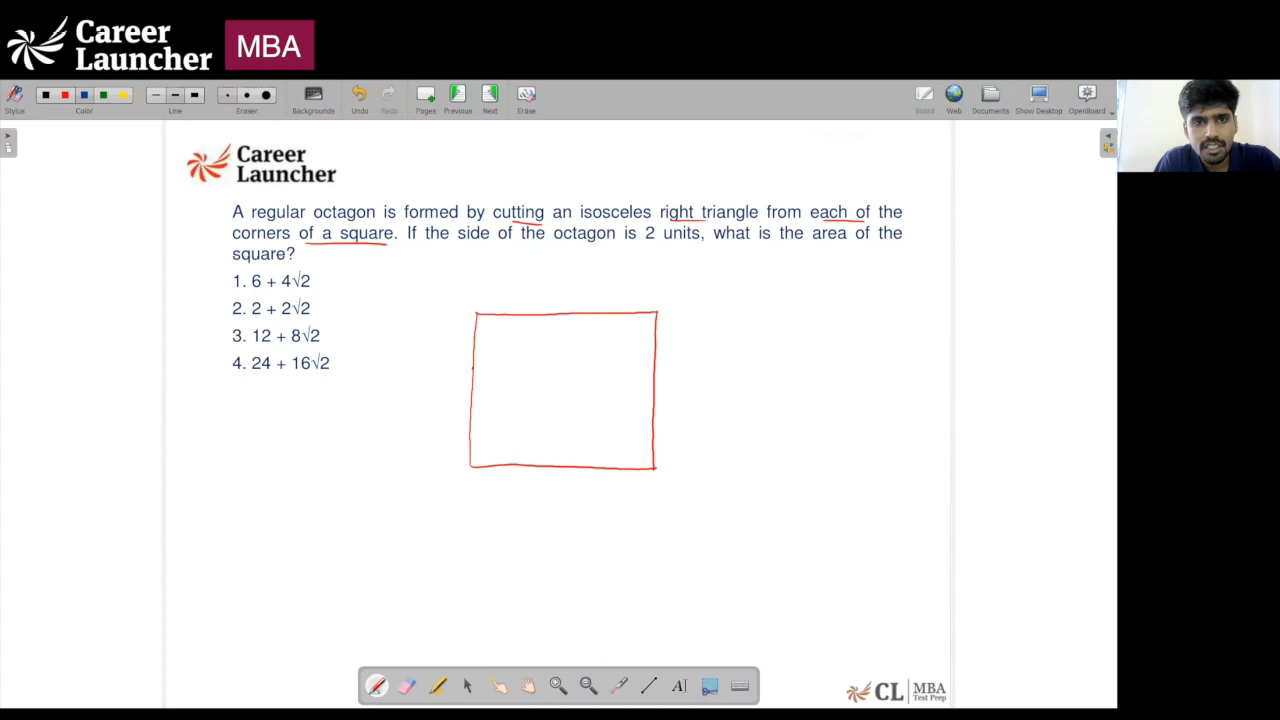 Career
Launcher
MBA
Stylus
Color
Line
Eraser
Backgrounds
Undo
Redo
Pages
Previous
Next
Erase
Board
Web
Documents
Show Desktop
OpenBoard
Career
Launcher
A regular octagon is formed by cutting an isosceles right triangle from each of the
corners of a square. If the side of the octagon is 2 units, what is the area of the
square?
1. 6 + 4√2
2. 2 + 2√2
3. 12 + 8√2
4. 24 + 16√2
CL MBA
Test Prep